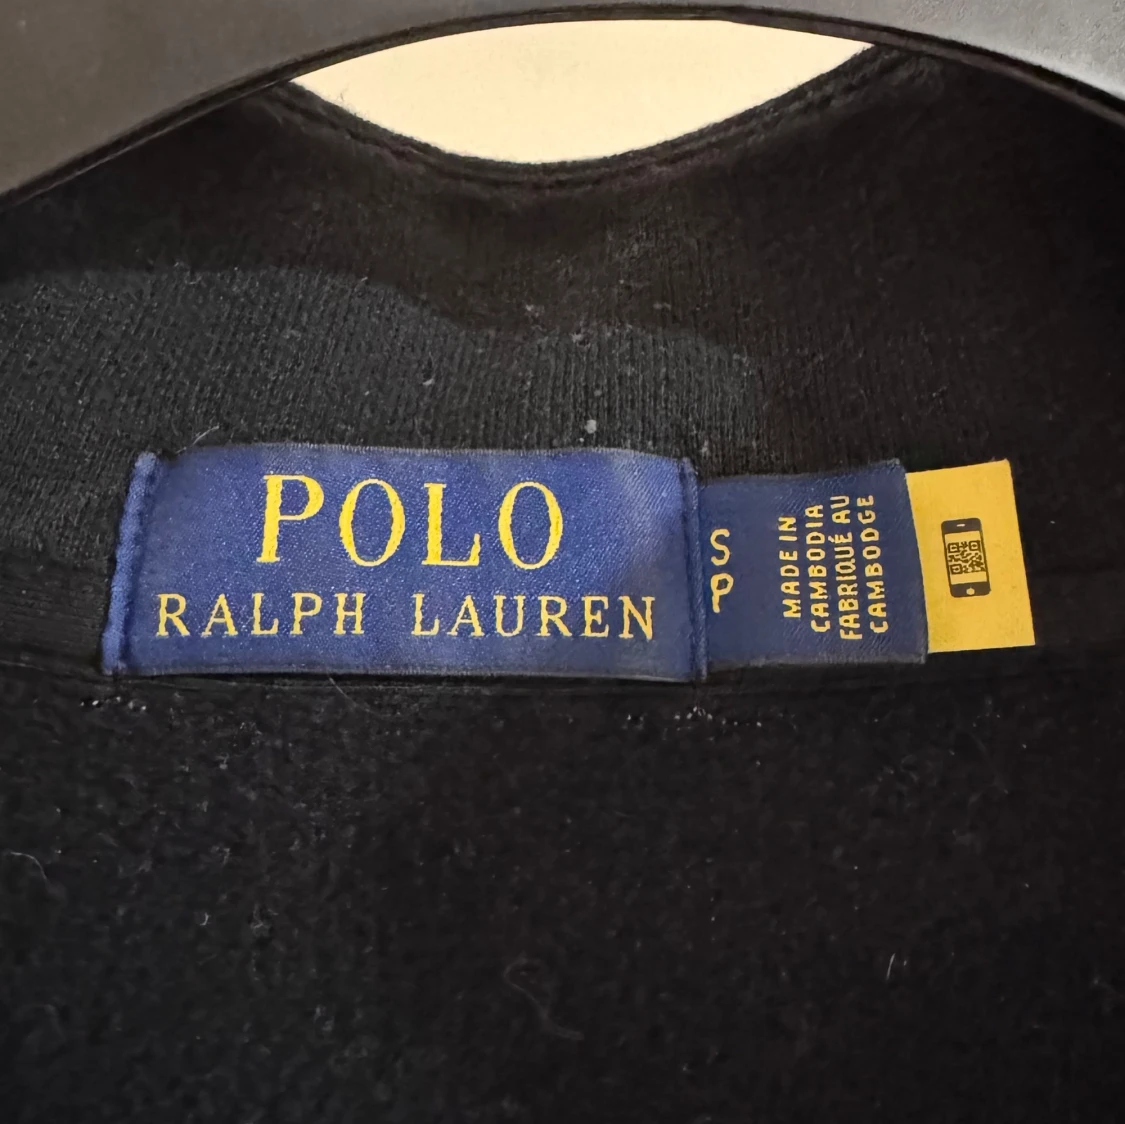 POLO
RALPH LAUREN
S
P
MADE IN
CAMBODIA
FABRIQUÉ AU
CAMBODGE